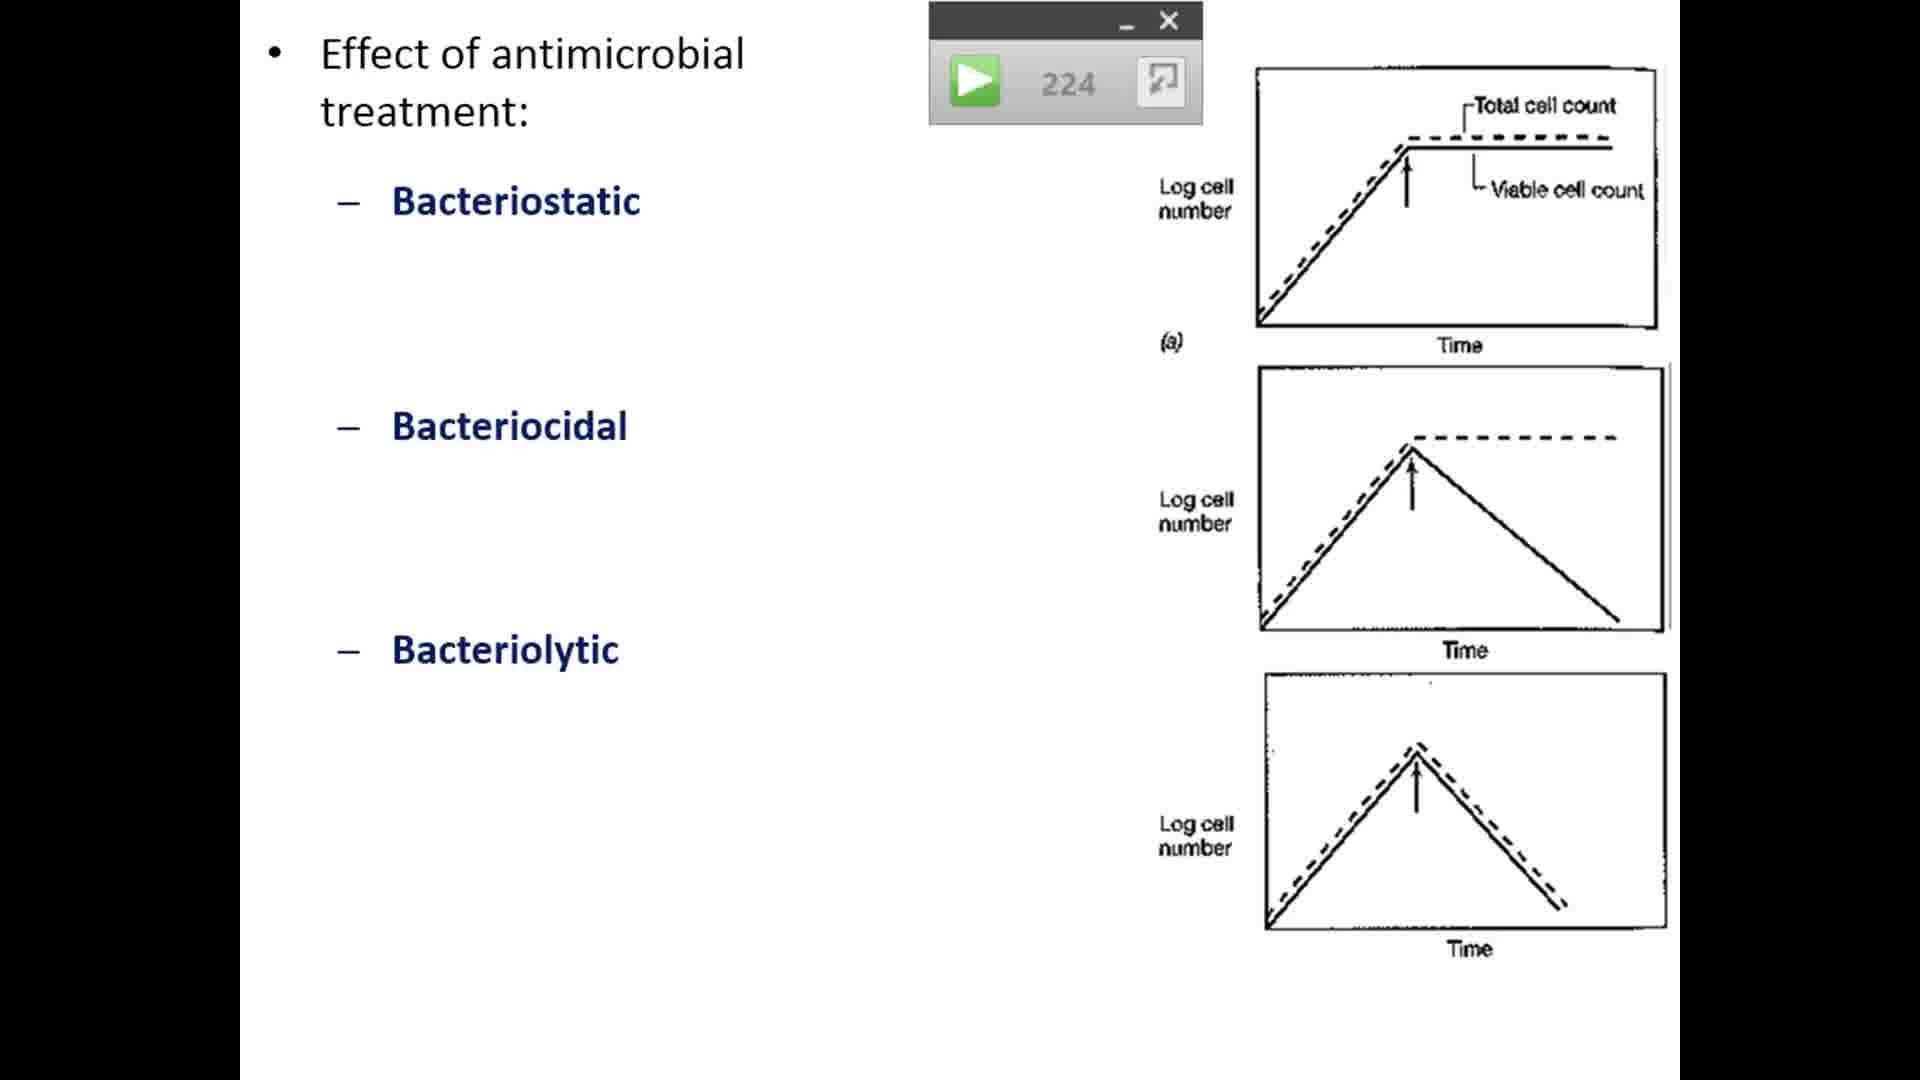 • Effect of antimicrobial
treatment:
– Bacteriostatic
– Bacteriocidal
– Bacteriolytic
224
Total cell count
Viable cell count
Log cell
number
Time
(a)
Log cell
number
Time
Log cell
number
Time